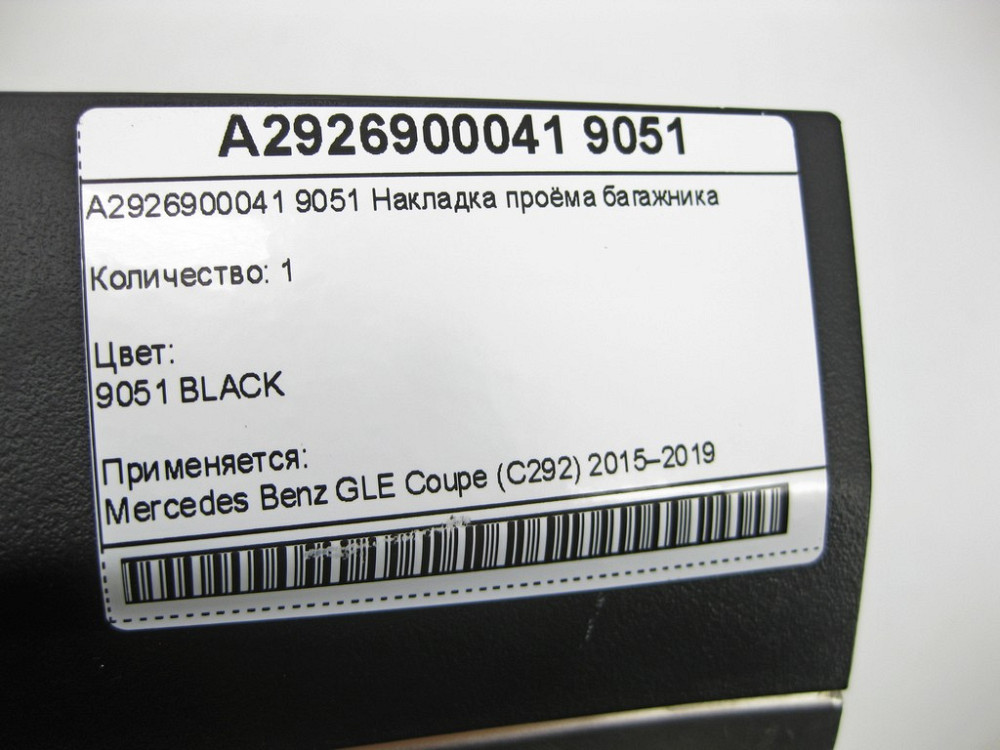 A2926900041 9051
A2926900041 9051 Накладка проёма багажника
Количество: 1
Цвет:
9051 BLACK
Применяется:
Mercedes Benz GLE Coupe (C292) 2015–2019